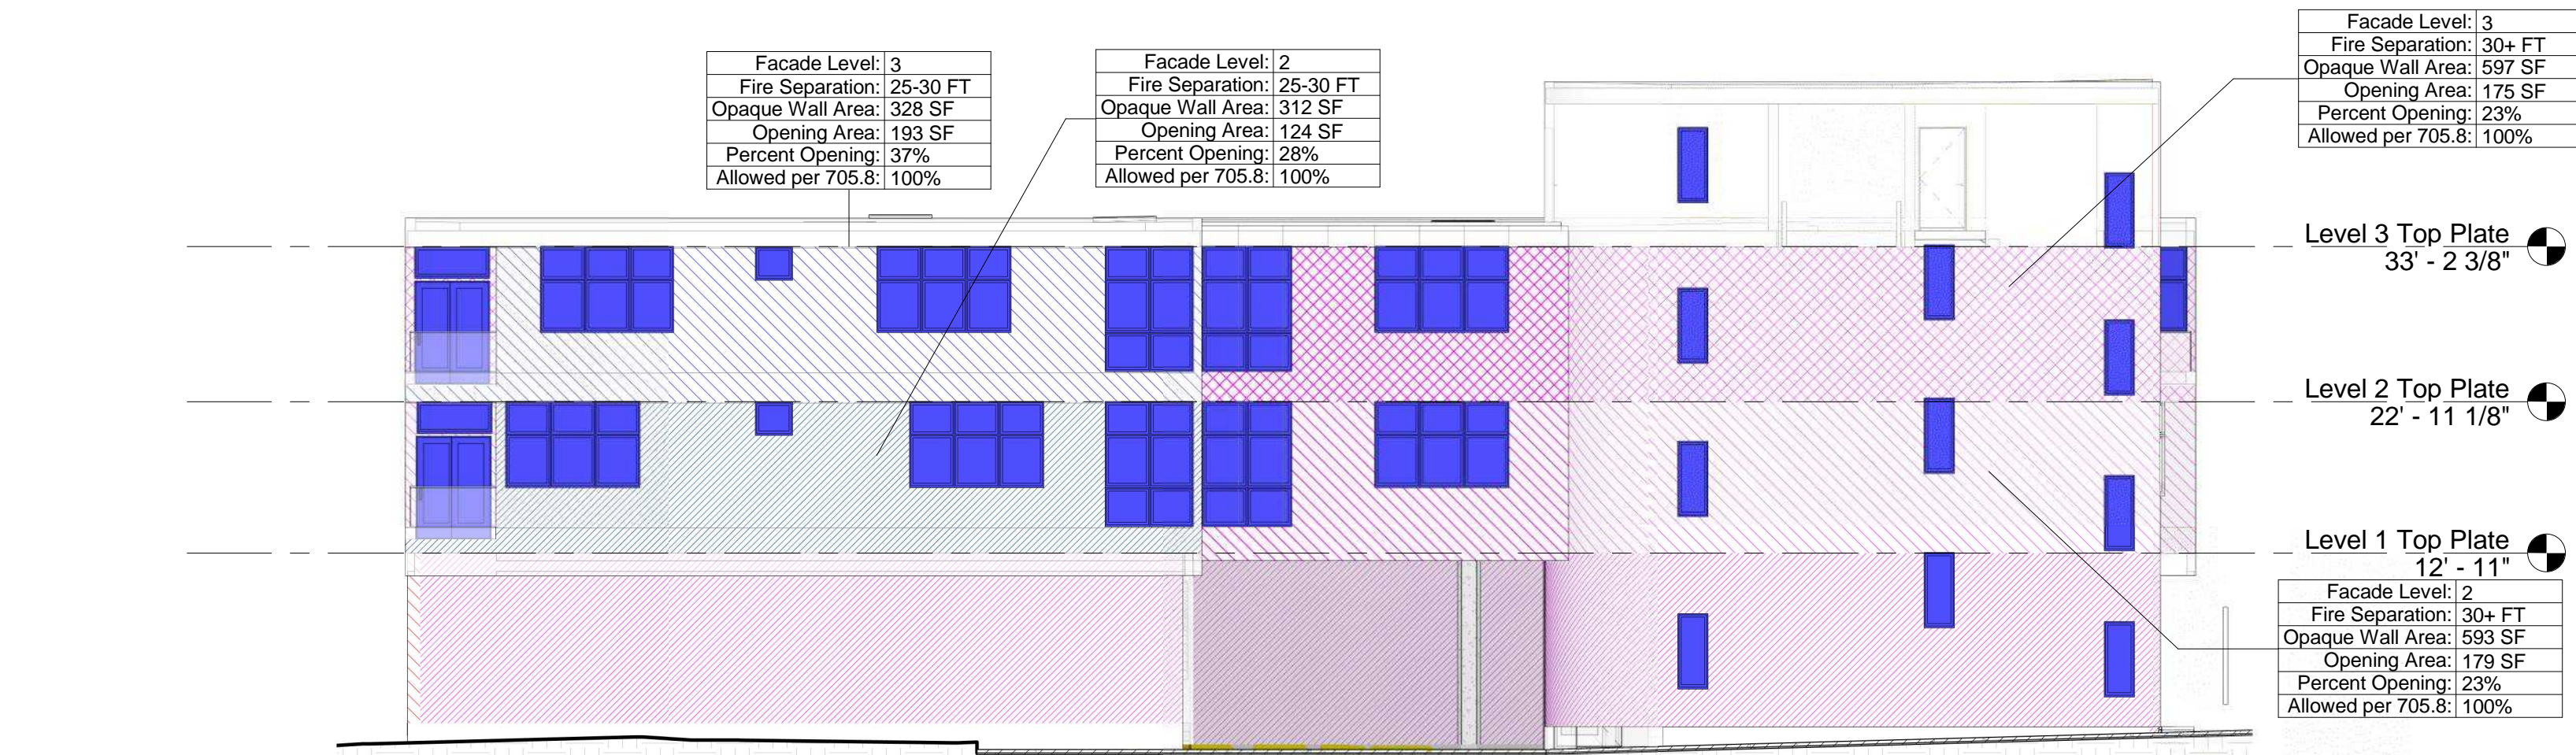 Facade Level: 3
Fire Separation: 25-30 FT
Opaque Wall Area: 328 SF
Opening Area: 193 SF
Percent Opening: 37%
Allowed per 705.8: 100%
Facade Level: 2
Fire Separation: 25-30 FT
Opaque Wall Area: 312 SF
Opening Area: 124 SF
Percent Opening: 28%
Allowed per 705.8: 100%
Facade Level: 3
Fire Separation: 30+ FT
Opaque Wall Area: 597 SF
Opening Area: 175 SF
Percent Opening: 23%
Allowed per 705.8: 100%
Level 3 Top Plate
33' - 2 3/8"
Level 2 Top Plate
22' - 11 1/8"
Level 1 Top Plate
12' - 11"
Facade Level: 2
Fire Separation: 30+ FT
Opaque Wall Area: 593 SF
Opening Area: 179 SF
Percent Opening: 23%
Allowed per 705.8: 100%